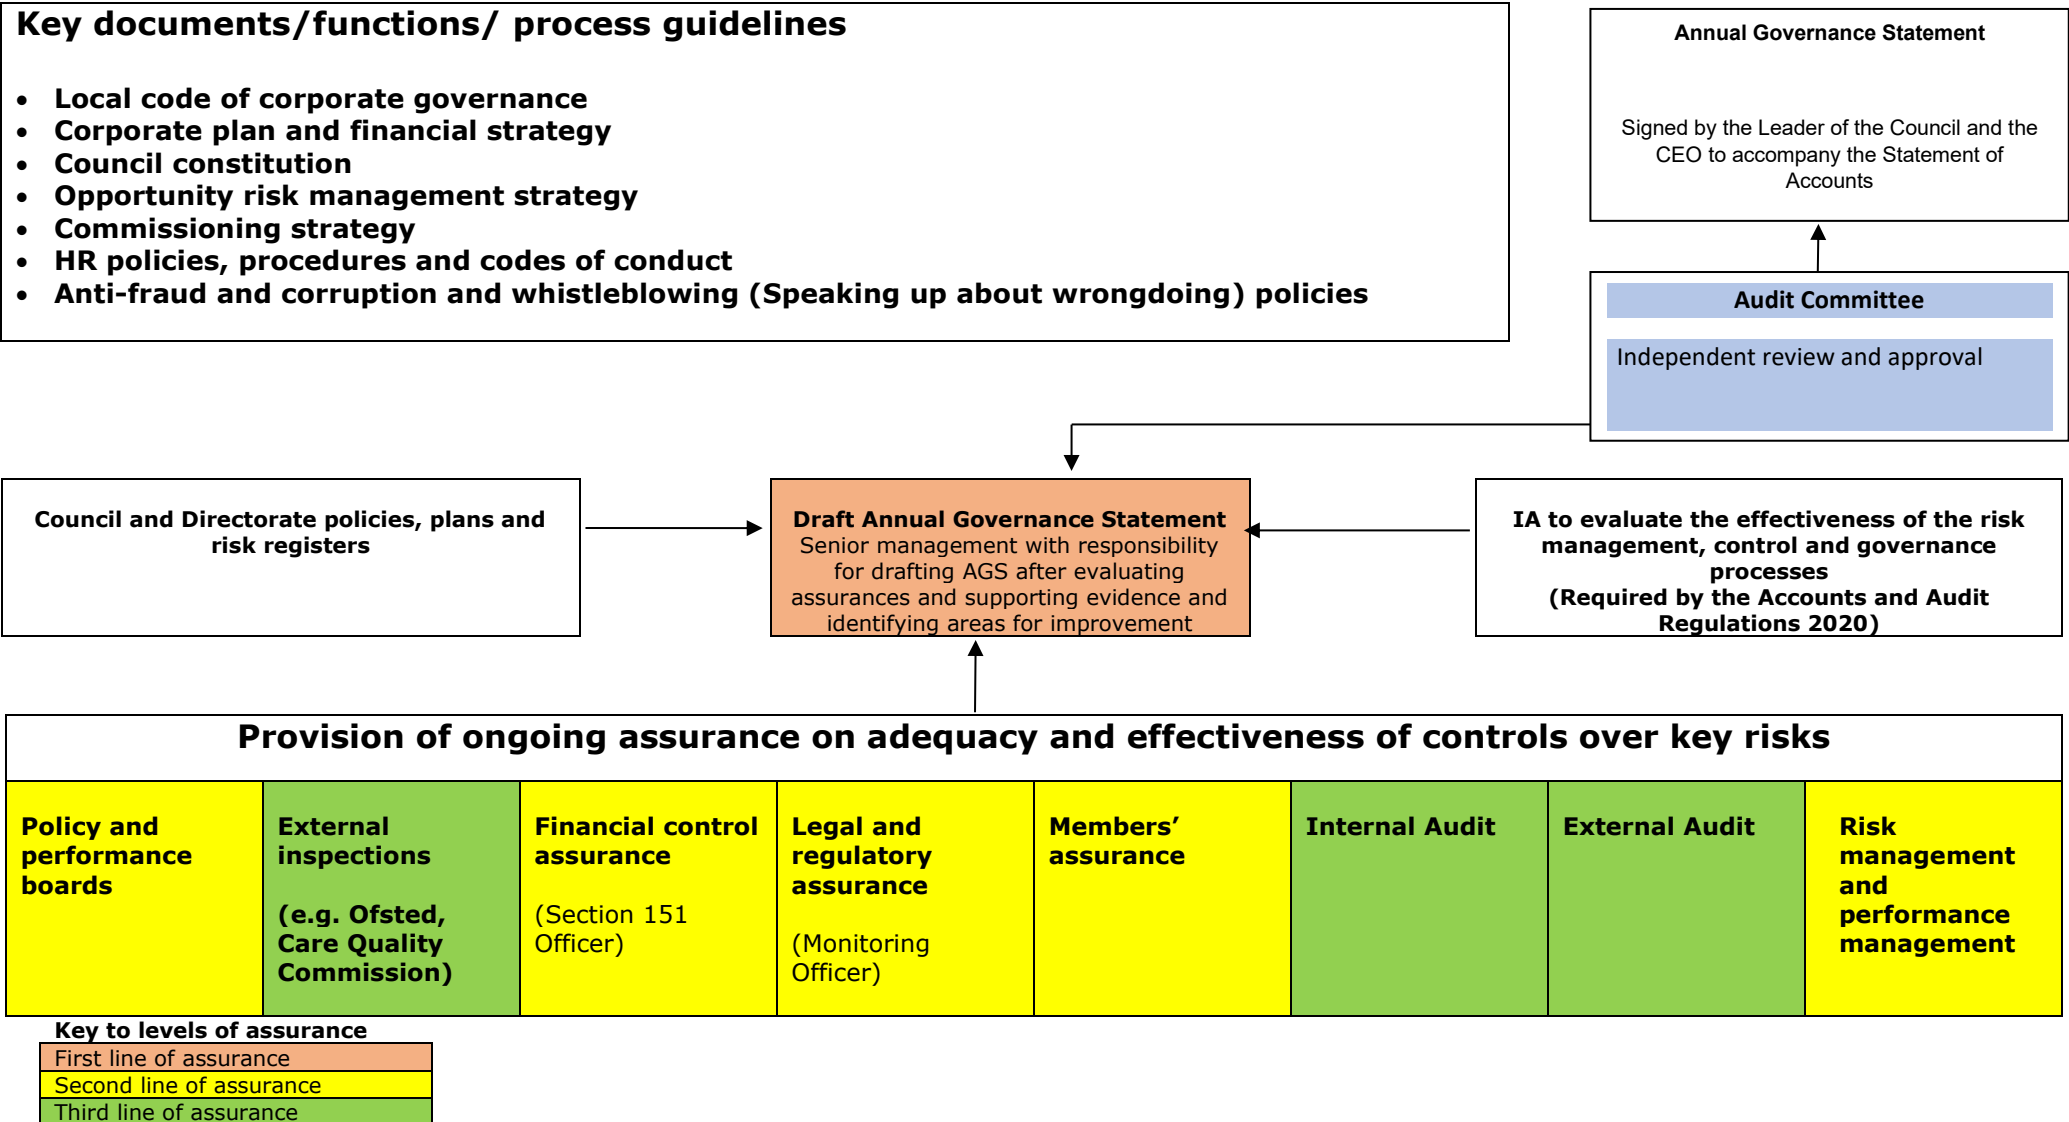 Key documents/functions/ process guidelines
• Local code of corporate governance
• Corporate plan and financial strategy
• Council constitution
• Opportunity risk management strategy
• Commissioning strategy
• HR policies, procedures and codes of conduct
• Anti-fraud and corruption and whistleblowing (Speaking up about wrongdoing) policies
Annual Governance Statement
Signed by the Leader of the Council and the
CEO to accompany the Statement of
Accounts
Audit Committee
Independent review and approval
Council and Directorate policies, plans and
risk registers
Draft Annual Governance Statement
Senior management with responsibility
for drafting AGS after evaluating
assurances and supporting evidence and
identifying areas for improvement
IA to evaluate the effectiveness of the risk
management, control and governance
processes
(Required by the Accounts and Audit
Regulations 2020)
Provision of ongoing assurance on adequacy and effectiveness of controls over key risks
Policy and
performance
boards
External
inspections
(e.g. Ofsted,
Care Quality
Commission)
Financial control
assurance
(Section 151
Officer)
Legal and
regulatory
assurance
(Monitoring
Officer)
Members’
assurance
Internal Audit
External Audit
Risk
management
and
performance
management
Key to levels of assurance
First line of assurance
Second line of assurance
Third line of assurance